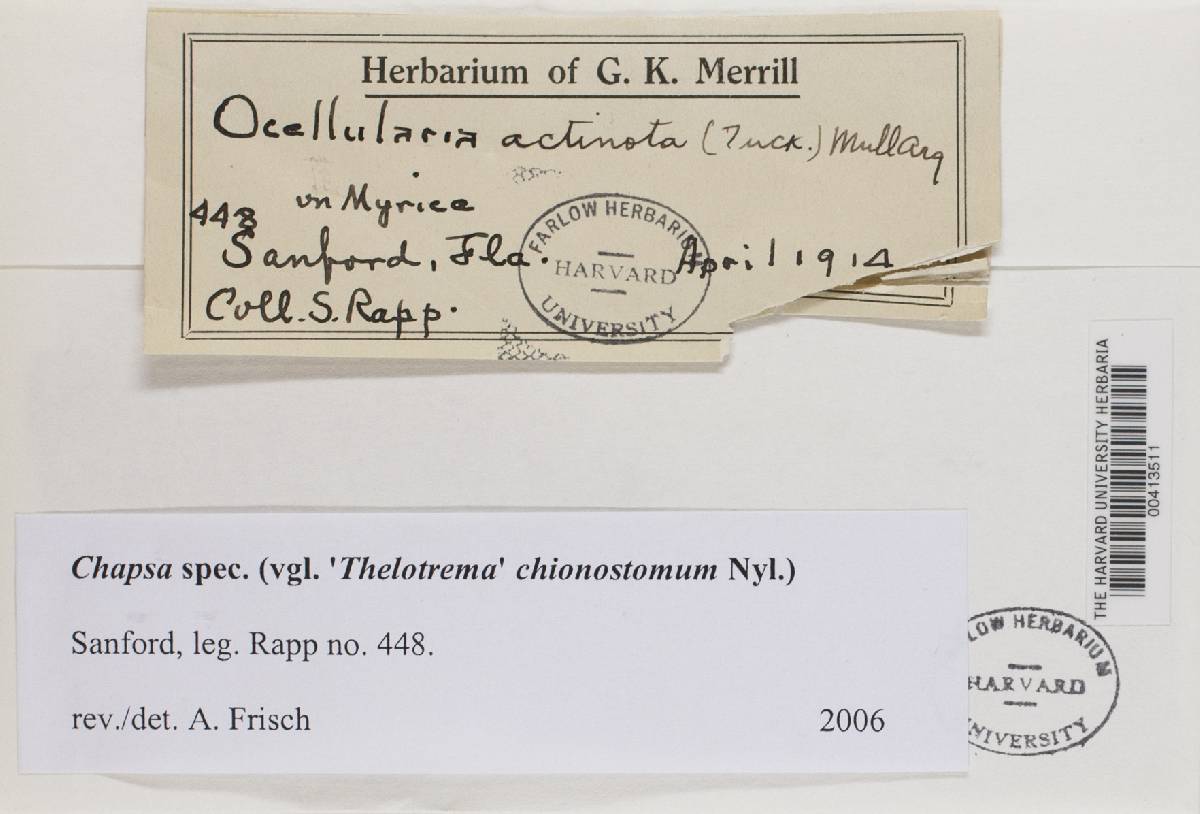 Herbarium of G. K. Merrill
Ocellularia actinota (Tuck.) MullArg
on Myrica
448
Sanford, Fla. April 1914
Coll. S. Rapp.
FARLOW HERBARIUM
HARVARD
UNIVERSITY
THE HARVARD UNIVERSITY HERBARIA
00413511
Chapsa spec. (vgl. 'Thelotrema' chionostomum Nyl.)
Sanford, leg. Rapp no. 448.
rev./det. A. Frisch 2006
LOW HERBARIUM
HARVARD
NIVERSITY